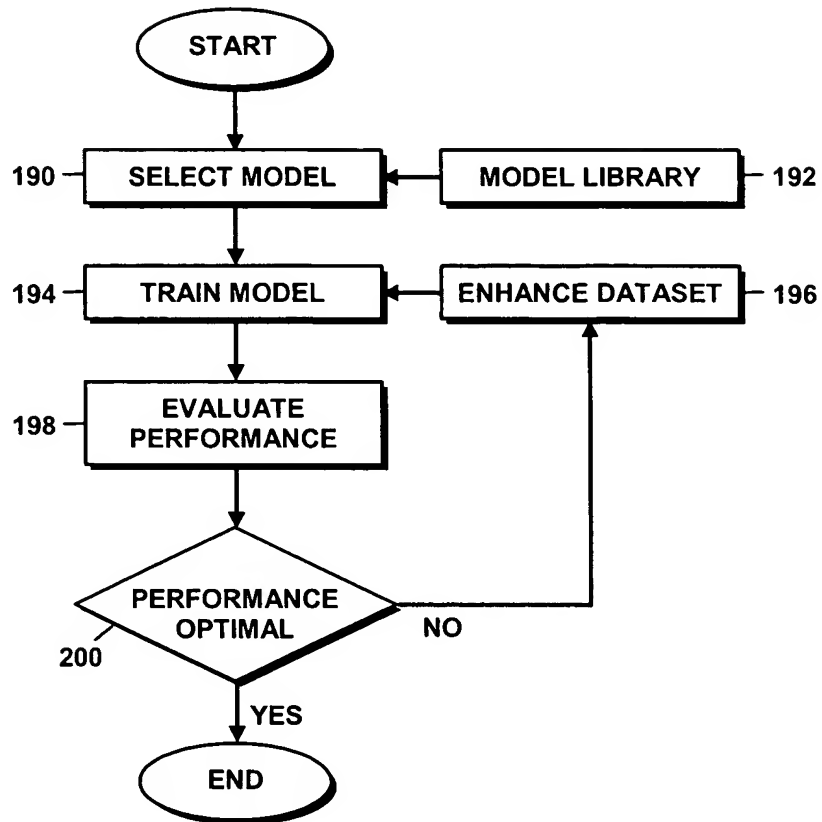 START
190
SELECT MODEL
MODEL LIBRARY
192
194
TRAIN MODEL
ENHANCE DATASET
196
198
EVALUATE
PERFORMANCE
PERFORMANCE
OPTIMAL
NO
200
YES
END